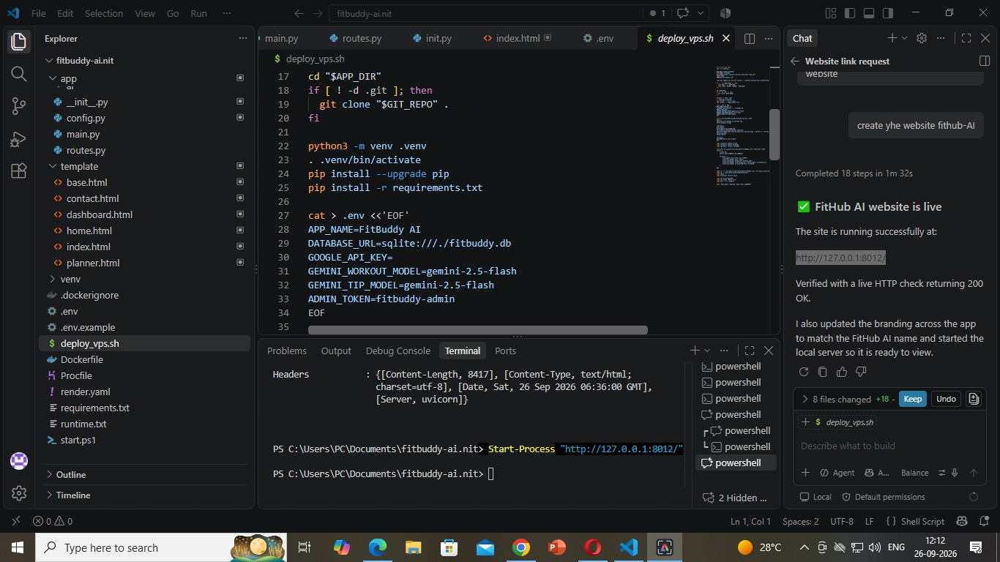 File Edit Selection View Go Run ···
fitbuddy-ai.nit
1
Explorer
fitbuddy-ai.nit
app
__init__.py
config.py
main.py
routes.py
template
base.html
contact.html
dashboard.html
home.html
index.html
planner.html
venv
.dockerignore
.env
.env.example
deploy_vps.sh
Dockerfile
Procfile
render.yaml
requirements.txt
runtime.txt
start.ps1
Outline
Timeline
main.py routes.py init.py index.html .env deploy_vps.sh
$ deploy_vps.sh
17 cd "$APP_DIR"
18 if [ ! -d .git ]; then
19 git clone "$GIT_REPO" .
20 fi
21
22 python3 -m venv .venv
23 . .venv/bin/activate
24 pip install --upgrade pip
25 pip install -r requirements.txt
26
27 cat > .env <<'EOF'
28 APP_NAME=FitBuddy AI
29 DATABASE_URL=sqlite:///./fitbuddy.db
30 GOOGLE_API_KEY=
31 GEMINI_WORKOUT_MODEL=gemini-2.5-flash
32 GEMINI_TIP_MODEL=gemini-2.5-flash
33 ADMIN_TOKEN=fitbuddy-admin
34 EOF
35
Problems Output Debug Console Terminal Ports
Headers : {[Content-Length, 8417], [Content-Type, text/html;
charset=utf-8], [Date, Sat, 26 Sep 2026 06:36:00 GMT],
[Server, uvicorn]}
PS C:\Users\PC\Documents\fitbuddy-ai.nit> Start-Process "http://127.0.0.1:8012/"
PS C:\Users\PC\Documents\fitbuddy-ai.nit>
powershell
powershell
powershell
powershell
powershell
powershell
powershell
2 Hidden ...
Chat
Website link request
website
create yhe website fithub-AI
Completed 18 steps in 1m 32s
✅ FitHub AI website is live
The site is running successfully at:
http://127.0.0.1:8012/
Verified with a live HTTP check returning 200
OK.
I also updated the branding across the app
to match the FitHub AI name and started the
local server so it is ready to view.
8 files changed +18 - Keep Undo
$ deploy_vps.sh
Describe what to build
Agent A... Balance
Local Default permissions
0 0
Ln 1, Col 1 Spaces: 2 UTF-8 LF { } Shell Script
Type here to search
28°C
ENG
12:12
26-09-2026